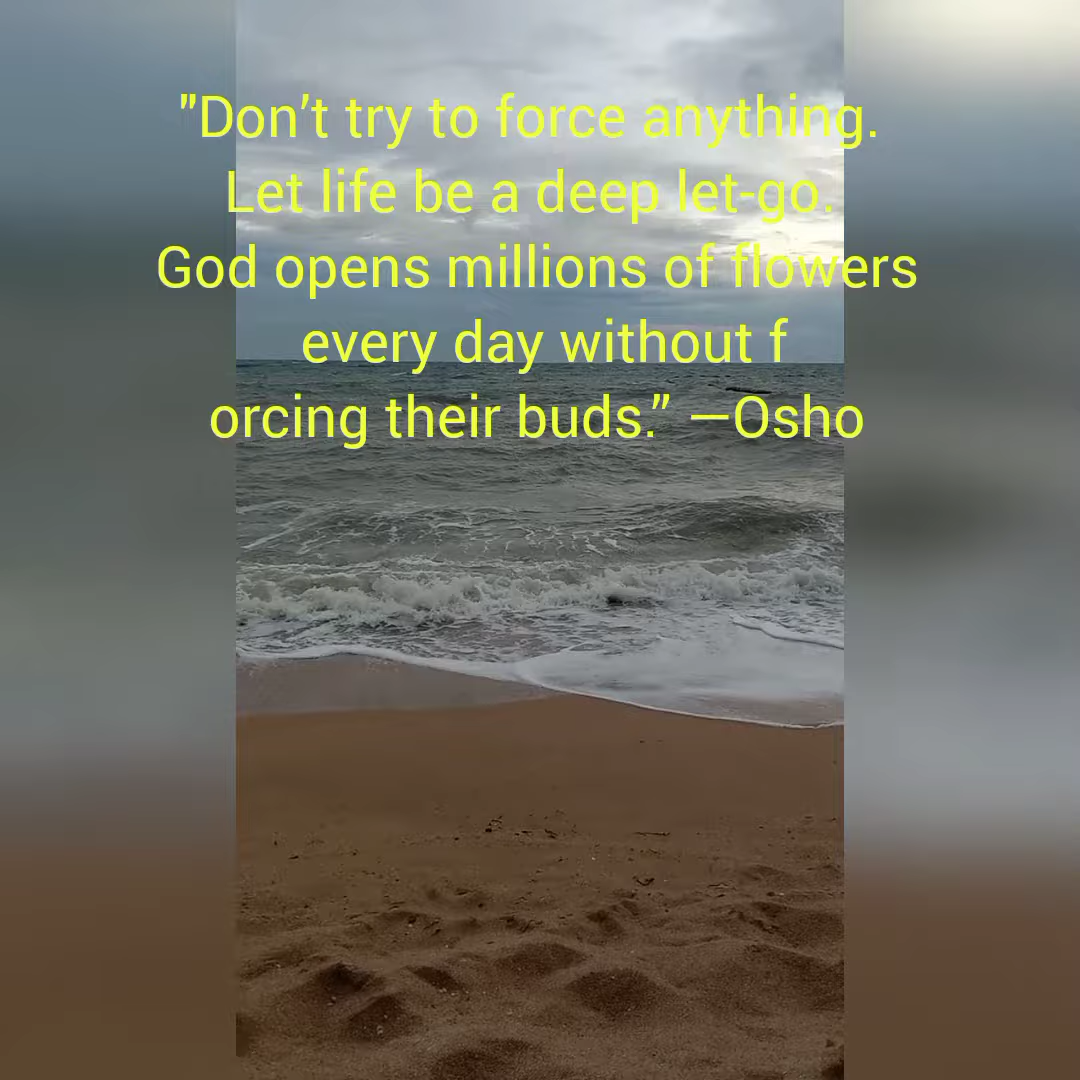 "Don’t try to force anything.
Let life be a deep let-go.
God opens millions of flowers
every day without f
orcing their buds.” —Osho